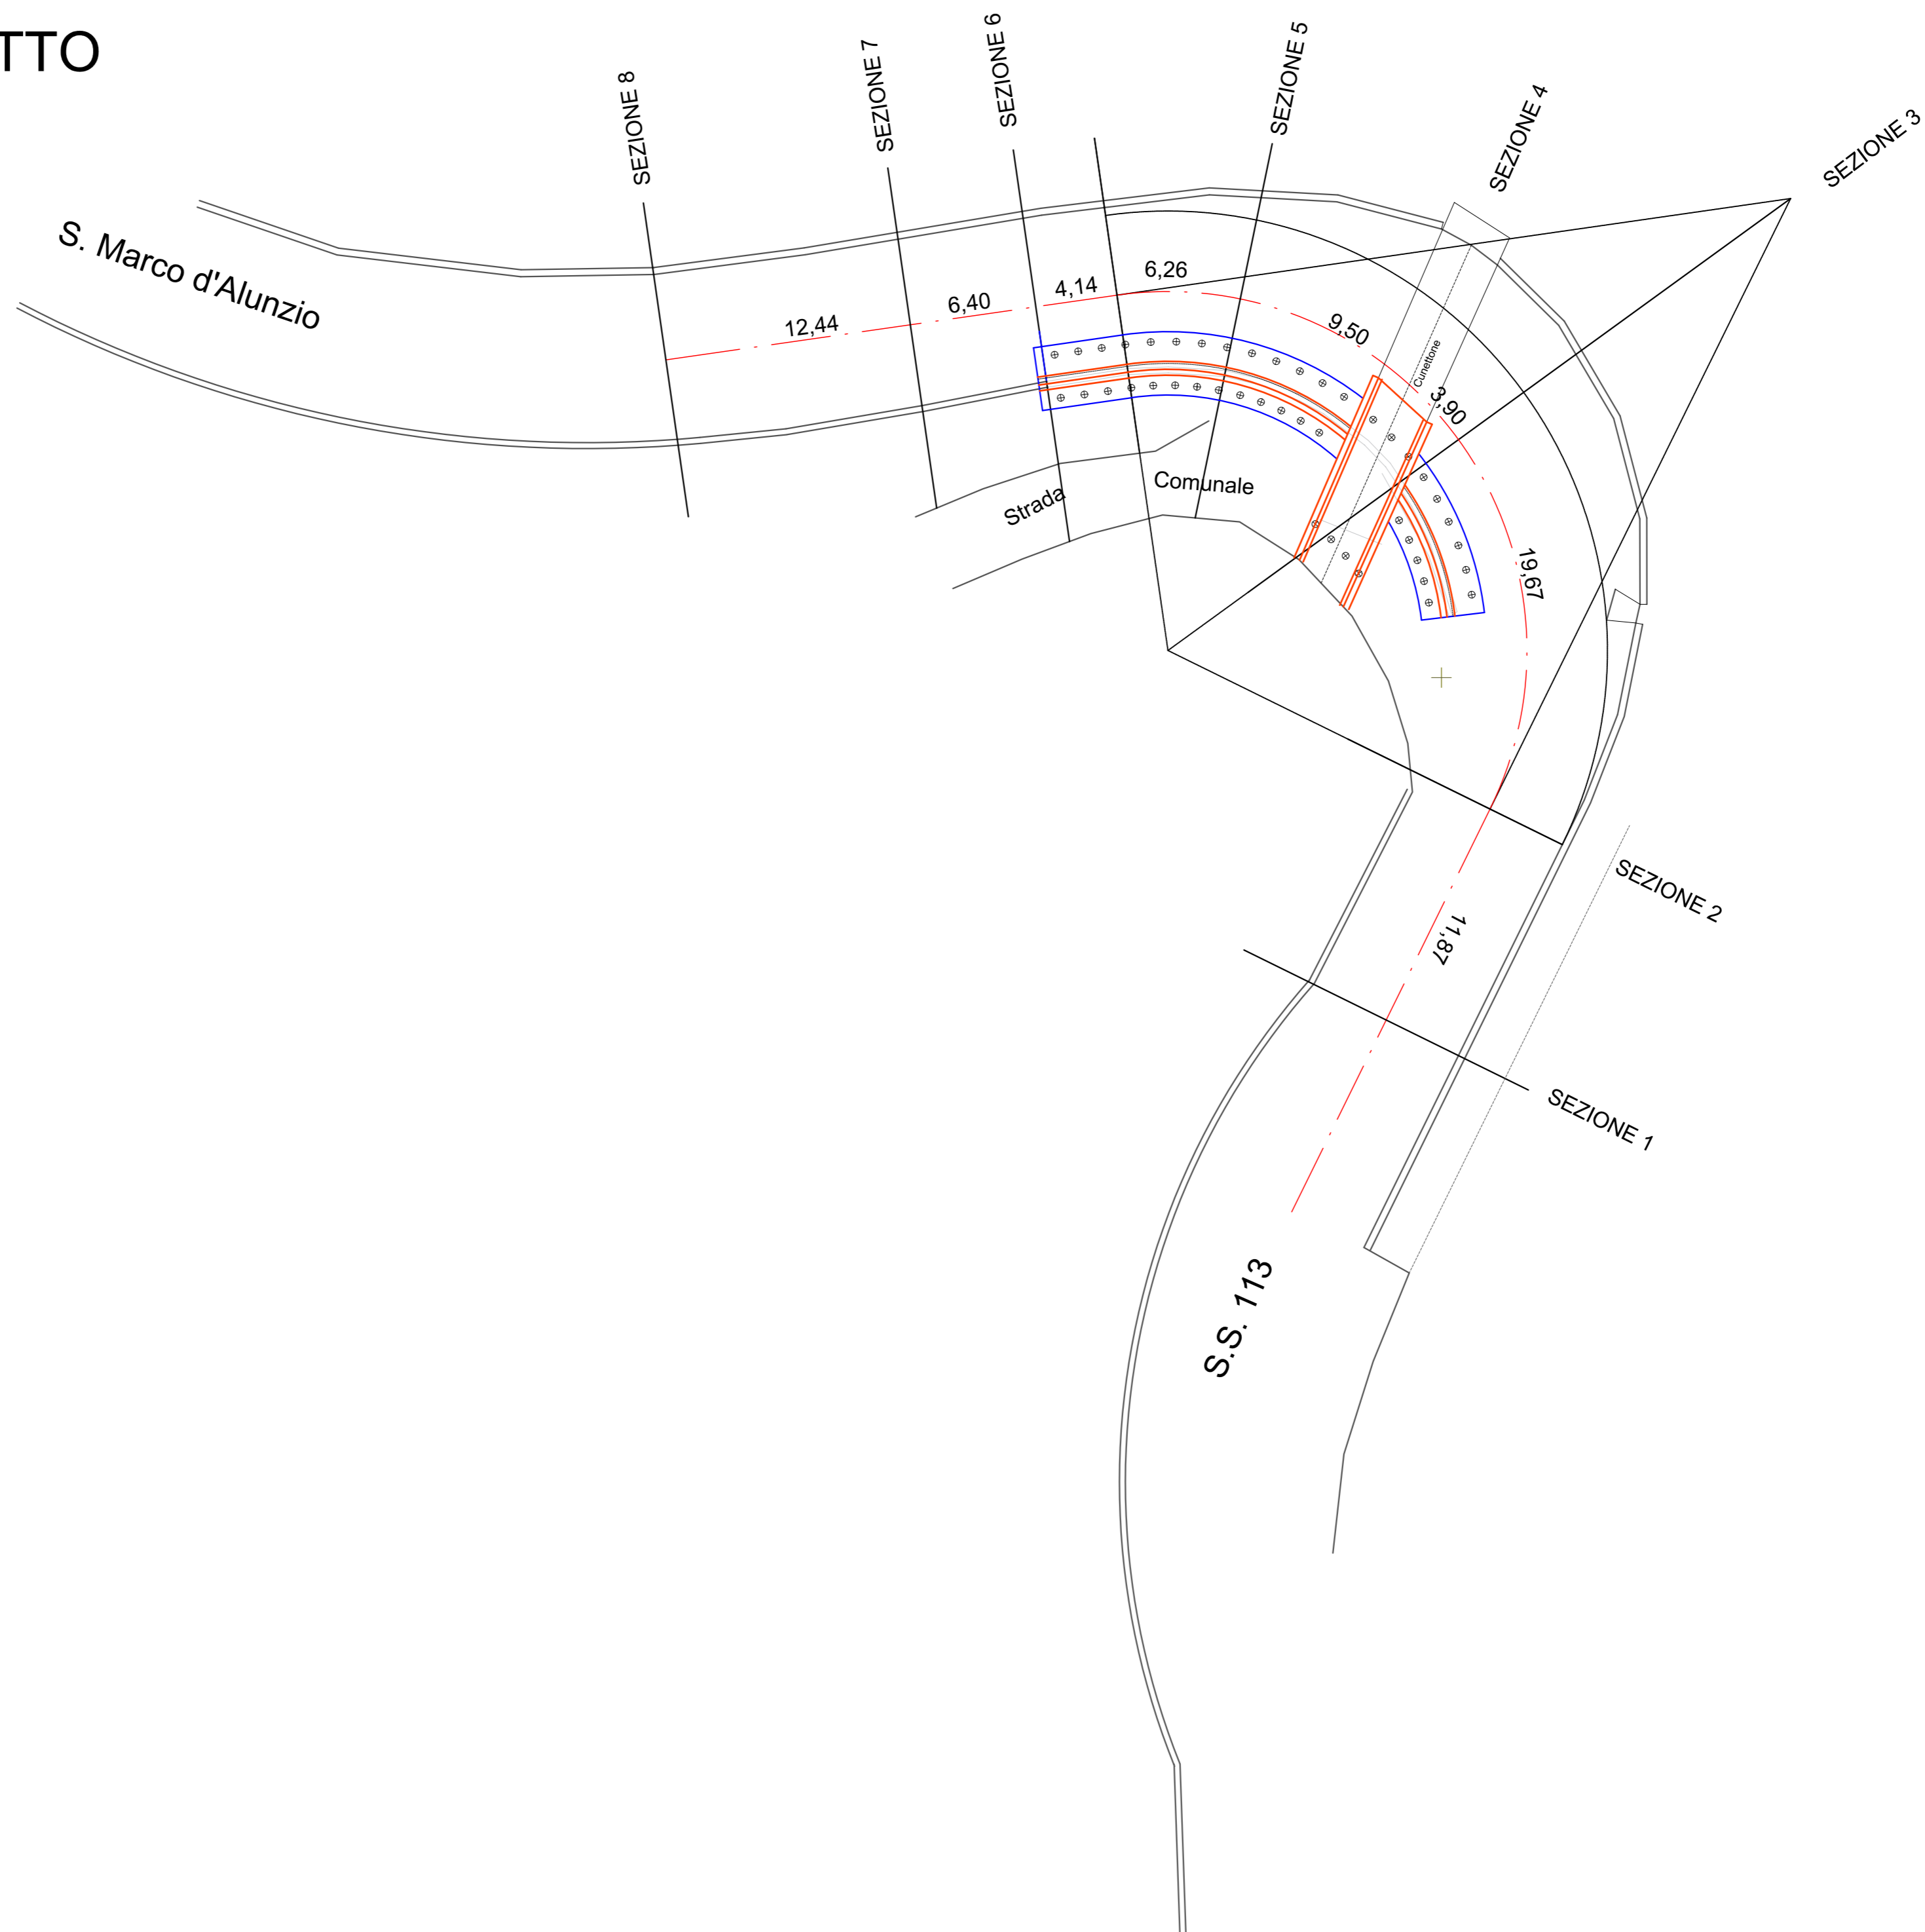 TTO
SEZIONE 8
SEZIONE 7
SEZIONE 6
SEZIONE 5
SEZIONE 4
SEZIONE 3
S. Marco d'Alunzio
12,44
6,40
4,14
6,26
9,50
Cunettone
3,90
Strada
Comunale
19,67
SEZIONE 2
11,87
SEZIONE 1
S.S. 113